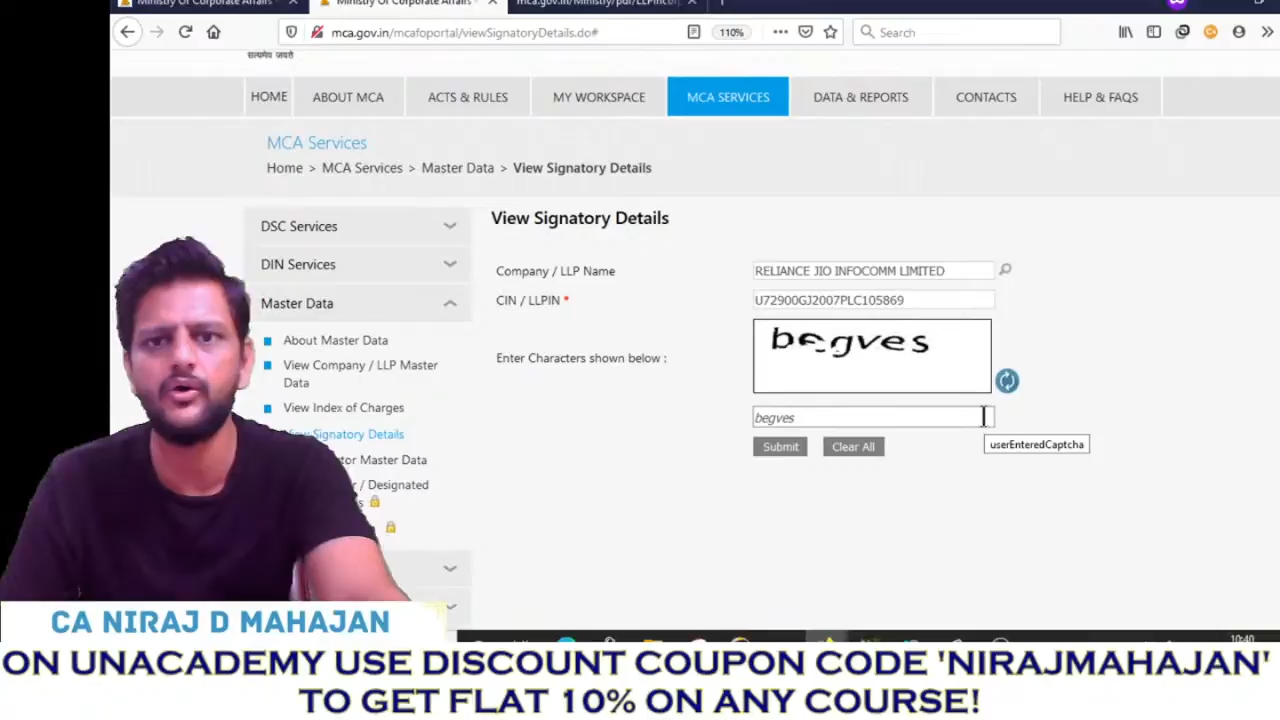 Ministry Of Corporate Affairs
Ministry Of Corporate Affairs
mca.gov.in/Ministry/pdf/LLPInco
mca.gov.in/mcafoportal/viewSignatoryDetails.do#
110%
Search
सत्यमेव जयते
HOME
ABOUT MCA
ACTS & RULES
MY WORKSPACE
MCA SERVICES
DATA & REPORTS
CONTACTS
HELP & FAQS
MCA Services
Home > MCA Services > Master Data > View Signatory Details
DSC Services
DIN Services
Master Data
About Master Data
View Company / LLP Master
Data
View Index of Charges
Signatory Details
Master Data
/ Designated
View Signatory Details
Company / LLP Name
RELIANCE JIO INFOCOMM LIMITED
CIN / LLPIN *
U72900GJ2007PLC105869
begves
Enter Characters shown below :
begves
userEnteredCaptcha
Submit
Clear All
10:40
CA NIRAJ D MAHAJAN
ON UNACADEMY USE DISCOUNT COUPON CODE 'NIRAJMAHAJAN'
TO GET FLAT 10% ON ANY COURSE!